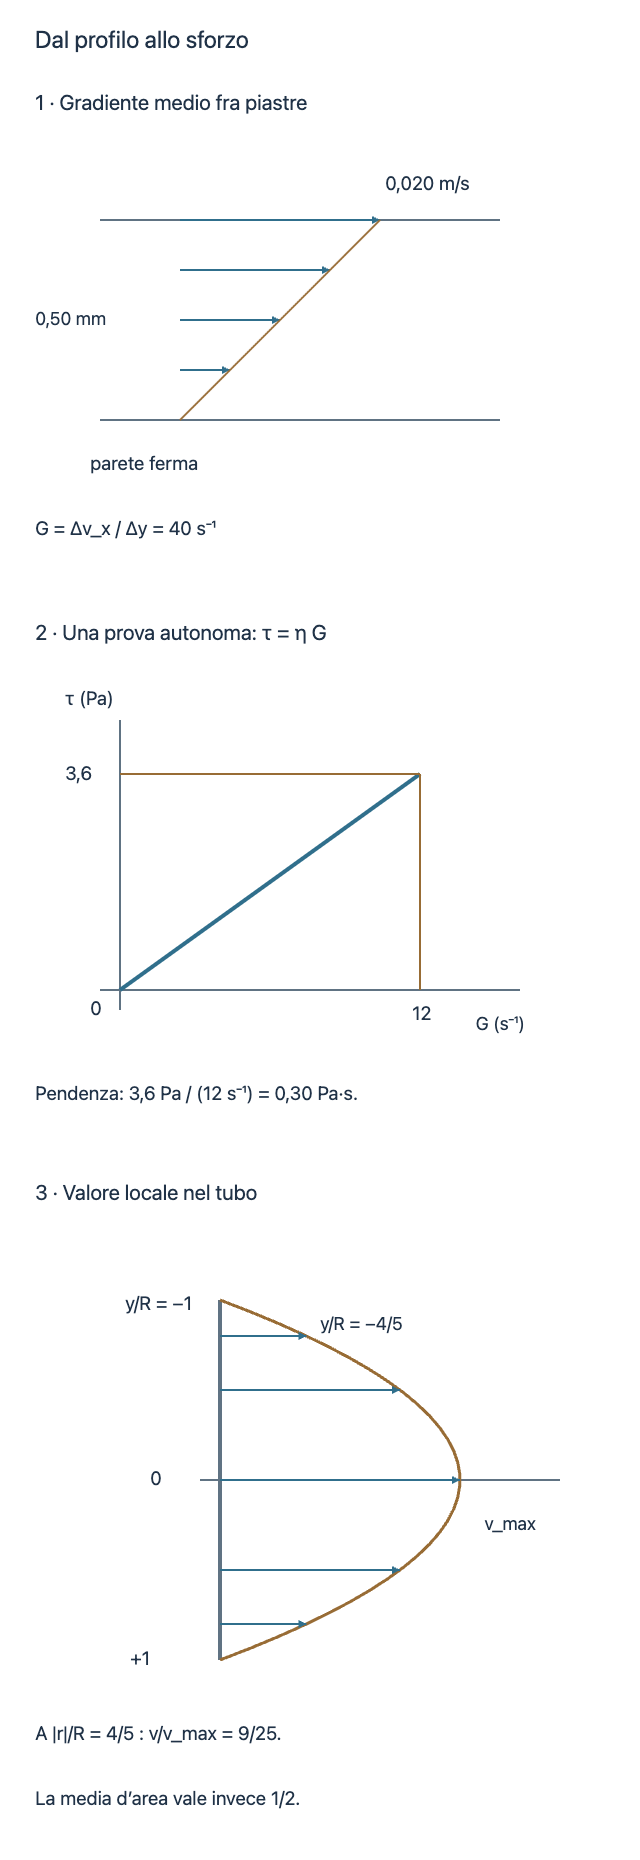 Dal profilo allo sforzo
1 · Gradiente medio fra piastre
0,020 m/s
0,50 mm
parete ferma
G = Δv_x / Δy = 40 s⁻¹
2 · Una prova autonoma: τ = η G
τ (Pa)
3,6
0
12
G (s⁻¹)
Pendenza: 3,6 Pa / (12 s⁻¹) = 0,30 Pa·s.
3 · Valore locale nel tubo
y/R = −1
y/R = −4/5
0
v_max
+1
A |r|/R = 4/5 : v/v_max = 9/25.
La media d’area vale invece 1/2.